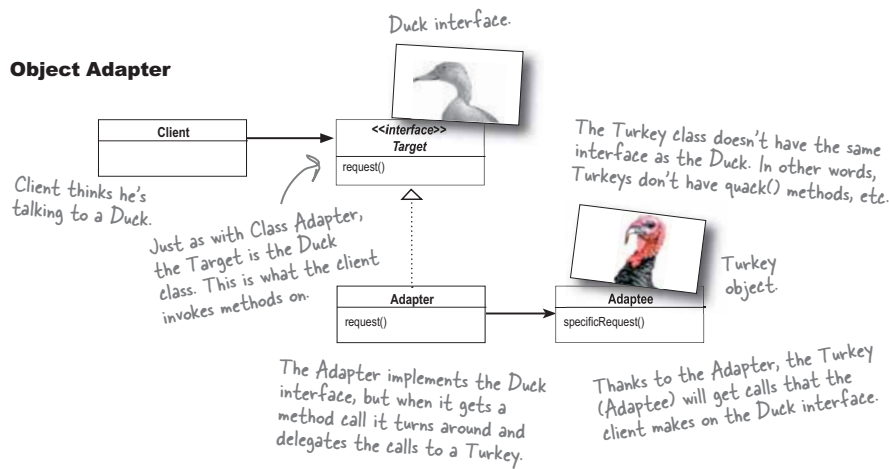 Duck interface.
Object Adapter
Client
<<interface>>
Target
request()
Client thinks he's
talking to a Duck.
Just as with Class Adapter,
the Target is the Duck
class. This is what the client
invokes methods on.
The Turkey class doesn't have the same
interface as the Duck. In other words,
Turkeys don't have quack() methods, etc.
Turkey
object.
Adapter
request()
Adaptee
specificRequest()
The Adapter implements the Duck
interface, but when it gets a
method call it turns around and
delegates the calls to a Turkey.
Thanks to the Adapter, the Turkey
(Adaptee) will get calls that the
client makes on the Duck interface.